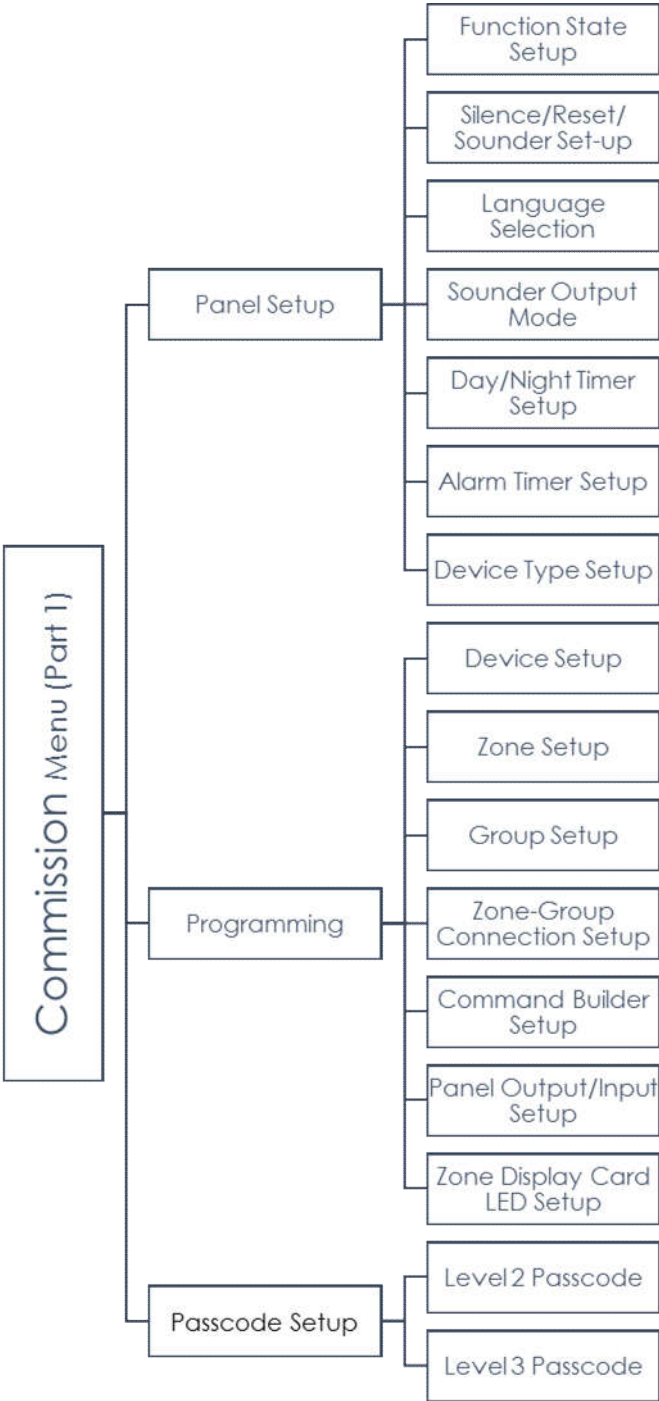 Commission Menu (Part 1)
Panel Setup
Function State
Setup
Silence/Reset/
Sounder Set-up
Language
Selection
Sounder Output
Mode
Day/Night Timer
Setup
Alarm Timer Setup
Device Type Setup
Programming
Device Setup
Zone Setup
Group Setup
Zone-Group
Connection Setup
Command Builder
Setup
Panel Output/Input
Setup
Zone Display Card
LED Setup
Passcode Setup
Level 2 Passcode
Level 3 Passcode